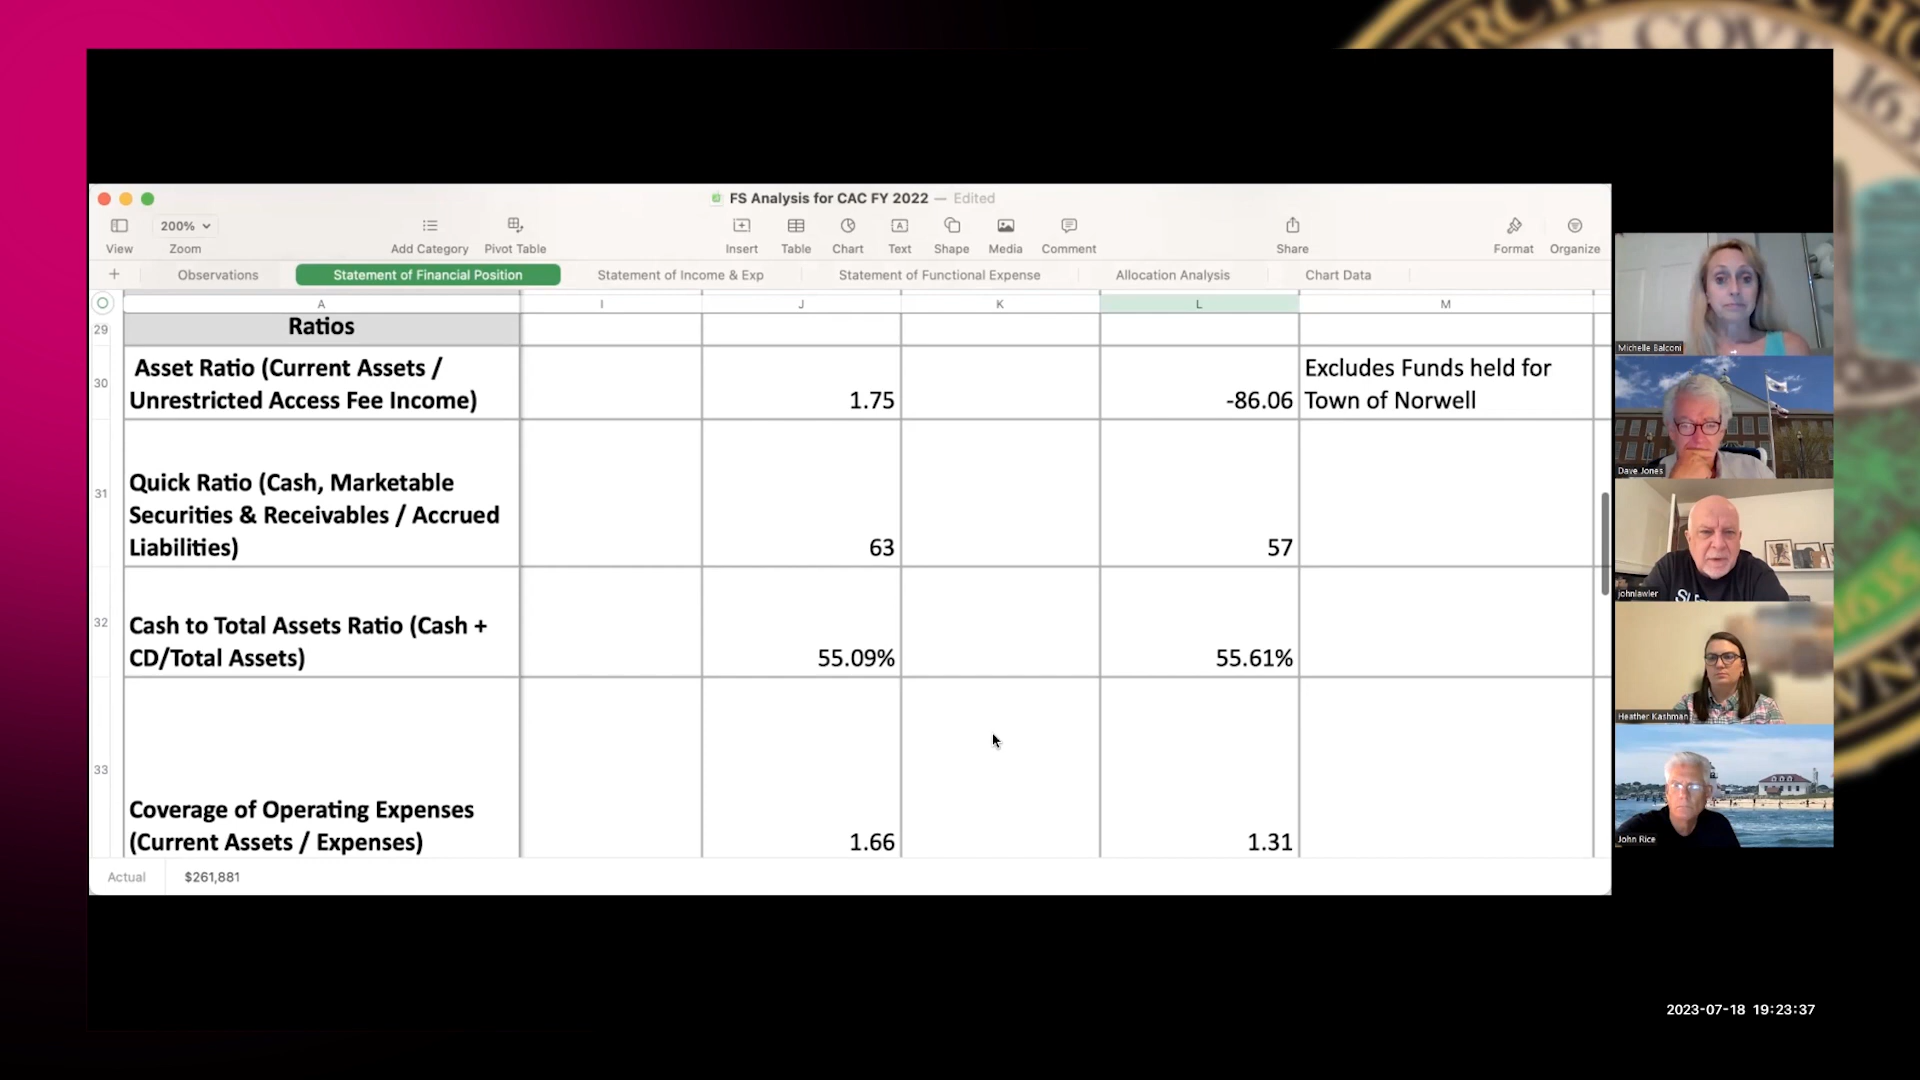 FS Analysis for CAC FY 2022 — Edited
200%
View
Zoom
Add Category
Pivot Table
Insert
Table
Chart
Text
Shape
Media
Comment
Share
Format
Organize
Observations
Statement of Financial Position
Statement of Income & Exp
Statement of Functional Expense
Allocation Analysis
Chart Data
A I J K L M
29 Ratios
30 Asset Ratio (Current Assets /
Unrestricted Access Fee Income)
1.75
-86.06
Excludes Funds held for
Town of Norwell
31 Quick Ratio (Cash, Marketable
Securities & Receivables / Accrued
Liabilities)
63
57
32 Cash to Total Assets Ratio (Cash +
CD/Total Assets)
55.09%
55.61%
33 Coverage of Operating Expenses
(Current Assets / Expenses)
1.66
1.31
Actual $261,881
Michelle Balconi
Dave Jones
johnlawler
Heather Kashman
John Rice
2023-07-18 19:23:37